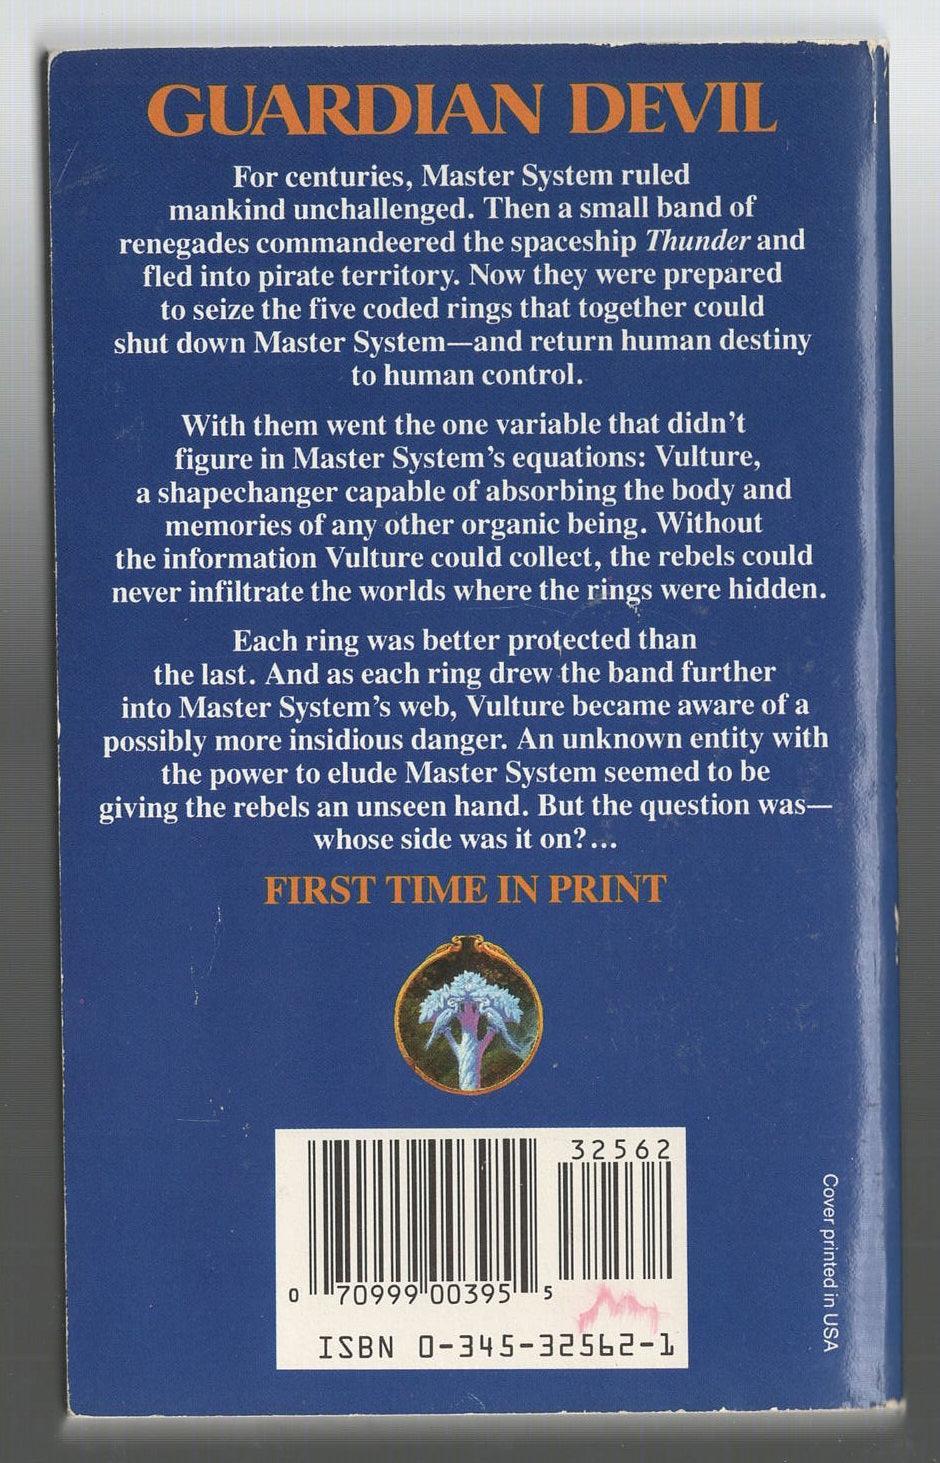 GUARDIAN DEVIL
For centuries, Master System ruled
mankind unchallenged. Then a small band of
renegades commandeered the spaceship Thunder and
fled into pirate territory. Now they were prepared
to seize the five coded rings that together could
shut down Master System—and return human destiny
to human control.
With them went the one variable that didn't
figure in Master System's equations: Vulture,
a shapechanger capable of absorbing the body and
memories of any other organic being. Without
the information Vulture could collect, the rebels could
never infiltrate the worlds where the rings were hidden.
Each ring was better protected than
the last. And as each ring drew the band further
into Master System's web, Vulture became aware of a
possibly more insidious danger. An unknown entity with
the power to elude Master System seemed to be
giving the rebels an unseen hand. But the question was—
whose side was it on?...
FIRST TIME IN PRINT
32562
0 70999 00395 5
ISBN 0-345-32562-1
Cover printed in USA